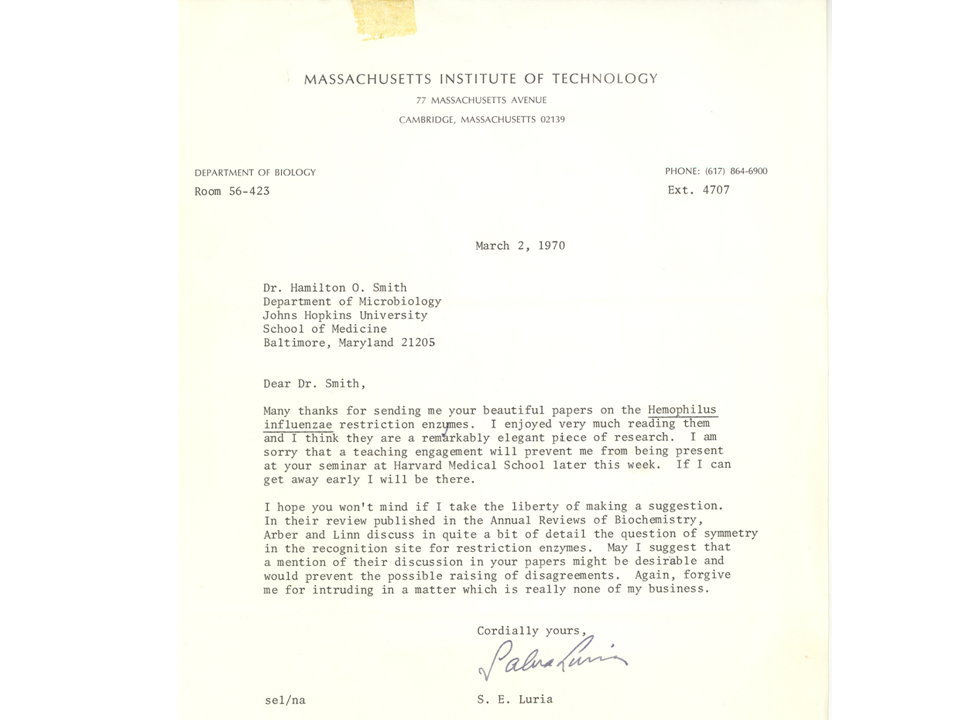 MASSACHUSETTS INSTITUTE OF TECHNOLOGY
77 MASSACHUSETTS AVENUE
CAMBRIDGE, MASSACHUSETTS 02139
DEPARTMENT OF BIOLOGY
Room 56-423
PHONE: (617) 864-6900
Ext. 4707
March 2, 1970
Dr. Hamilton O. Smith
Department of Microbiology
Johns Hopkins University
School of Medicine
Baltimore, Maryland 21205
Dear Dr. Smith,
Many thanks for sending me your beautiful papers on the Hemophilus
influenzae restriction enzymes. I enjoyed very much reading them
and I think they are a remarkably elegant piece of research. I am
sorry that a teaching engagement will prevent me from being present
at your seminar at Harvard Medical School later this week. If I can
get away early I will be there.
I hope you won't mind if I take the liberty of making a suggestion.
In their review published in the Annual Reviews of Biochemistry,
Arber and Linn discuss in quite a bit of detail the question of symmetry
in the recognition site for restriction enzymes. May I suggest that
a mention of their discussion in your papers might be desirable and
would prevent the possible raising of disagreements. Again, forgive
me for intruding in a matter which is really none of my business.
Cordially yours,
Salva Luria
sel/na
S. E. Luria